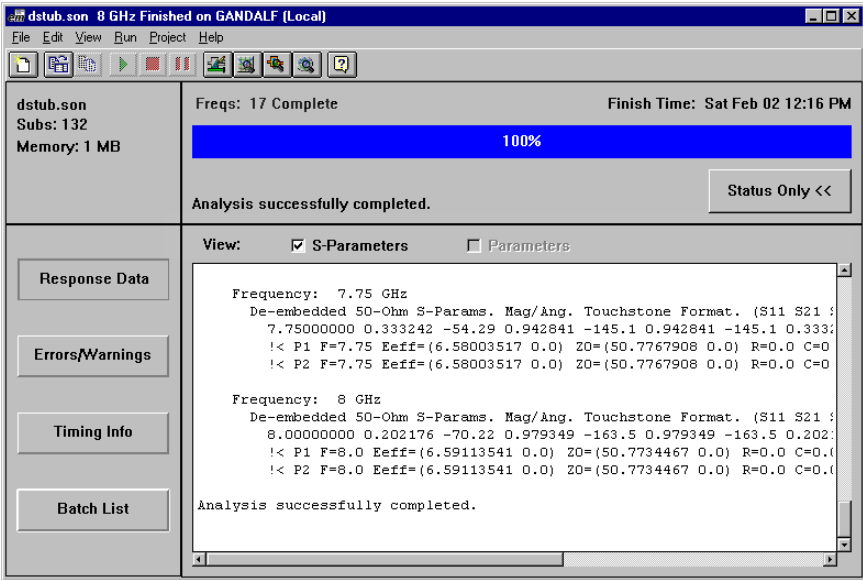 em dstub.son 8 GHz Finished on GANDALF (Local)
File Edit View Run Project Help
dstub.son
Subs: 132
Memory: 1 MB
Freqs: 17 Complete
Finish Time: Sat Feb 02 12:16 PM
100%
Analysis successfully completed.
Status Only <<
View: S-Parameters Parameters
Response Data
Errors/Warnings
Timing Info
Batch List
Frequency: 7.75 GHz
De-embedded 50-Ohm S-Params. Mag/Ang. Touchstone Format. (S11 S21
7.75000000 0.333242 -54.29 0.942841 -145.1 0.942841 -145.1 0.3332
!< P1 F=7.75 Eeff=(6.58003517 0.0) Z0=(50.7767908 0.0) R=0.0 C=0
!< P2 F=7.75 Eeff=(6.58003517 0.0) Z0=(50.7767908 0.0) R=0.0 C=0
Frequency: 8 GHz
De-embedded 50-Ohm S-Params. Mag/Ang. Touchstone Format. (S11 S21
8.00000000 0.202176 -70.22 0.979349 -163.5 0.979349 -163.5 0.202
!< P1 F=8.0 Eeff=(6.59113541 0.0) Z0=(50.7734467 0.0) R=0.0 C=0.
!< P2 F=8.0 Eeff=(6.59113541 0.0) Z0=(50.7734467 0.0) R=0.0 C=0.
Analysis successfully completed.